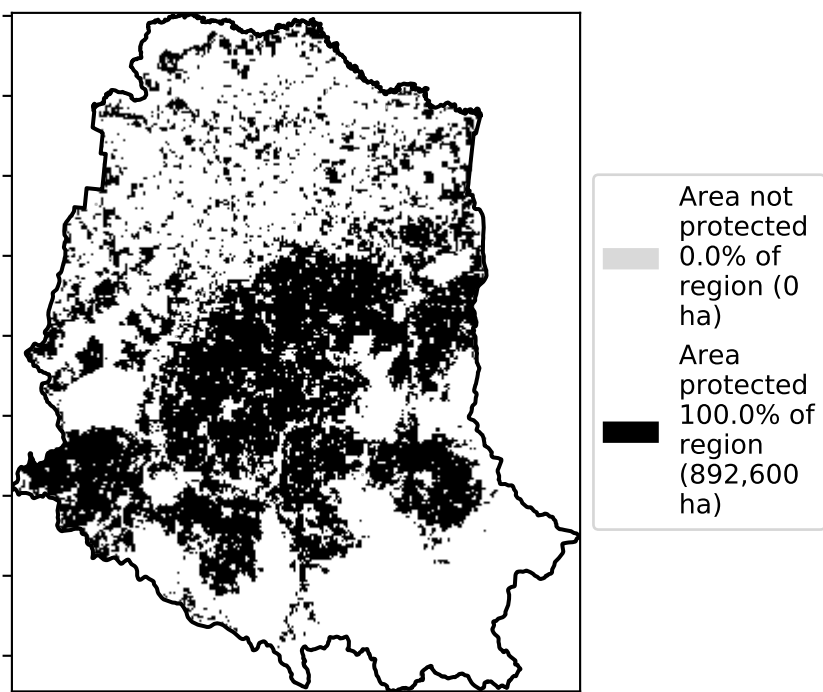 Area not
protected
0.0% of
region (0
ha)
Area
protected
100.0% of
region
(892,600
ha)